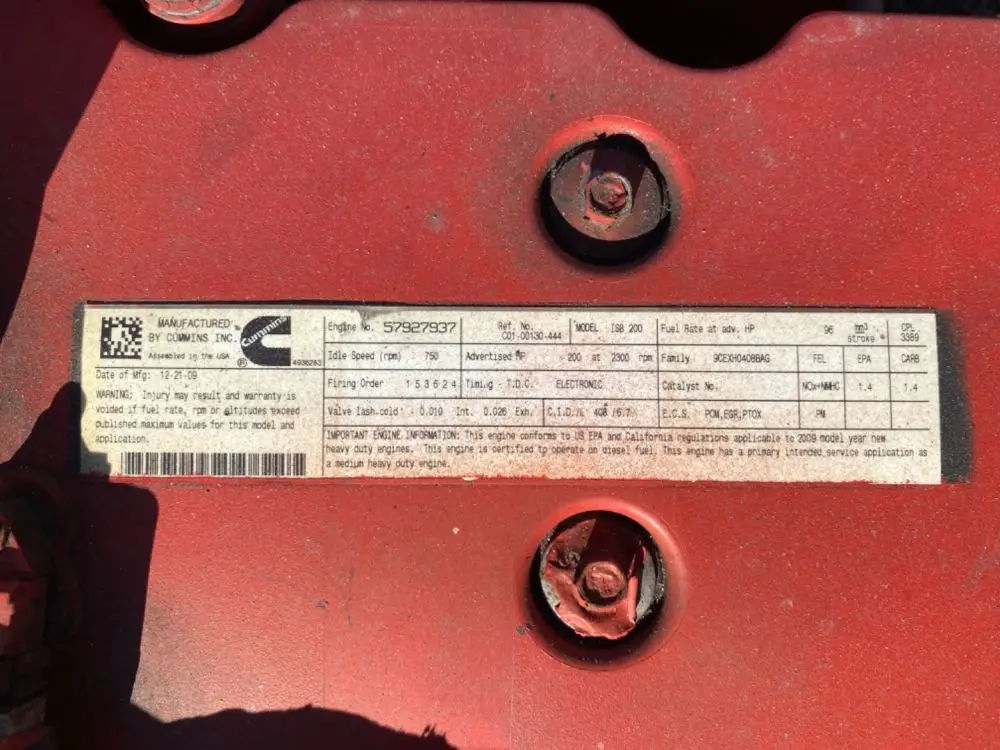 MANUFACTURED
BY CUMMINS INC.
Assembled in the USA
Cummins
®
4936283
Date of Mfg: 12-21-09
WARNING: Injury may result and warranty is
voided if fuel rate, rpm or altitudes exceed
published maximum values for this model and
application.
Engine No. 57927937 Ref. No. C01-00130-444 MODEL ISB 200 Fuel Rate at adv. HP 96 mm³ stroke CPL 3389
Idle Speed (rpm) 750 Advertised HP 200 at 2300 rpm Family 9CEXH0408BAG FEL EPA CARB
Firing Order 1 5 3 6 2 4 Timing - T.D.C. ELECTRONIC Catalyst No. NOx+NMHC 1.4 1.4
Valve lash cold 0.010 Int. 0.026 Exh. C.I.D./L 408 /6.7 E.C.S. PCM,EGR,PTOX PM
IMPORTANT ENGINE INFORMATION: This engine conforms to US EPA and California regulations applicable to 2009 model year new
heavy duty engines. This engine is certified to operate on diesel fuel. This engine has a primary intended service application as
a medium heavy duty engine.